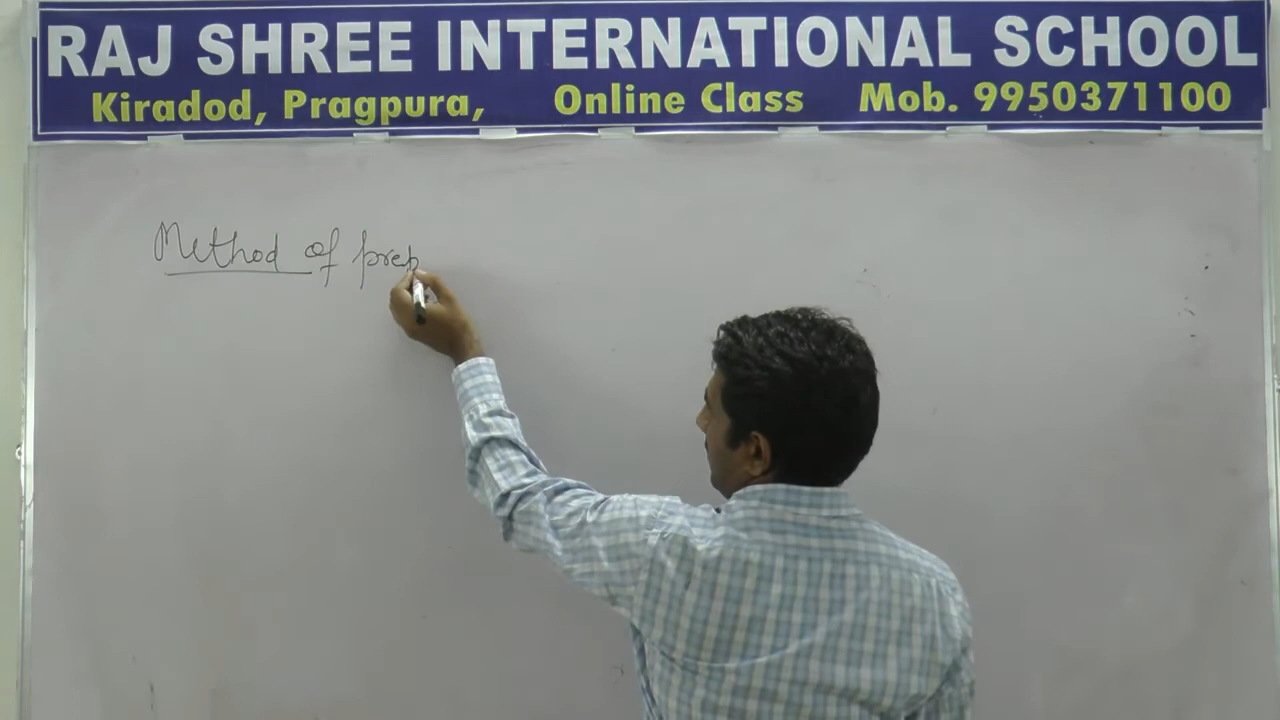 RAJ SHREE INTERNATIONAL SCHOOL
Kiradod, Pragpura, Online Class Mob. 9950371100
Method of prep